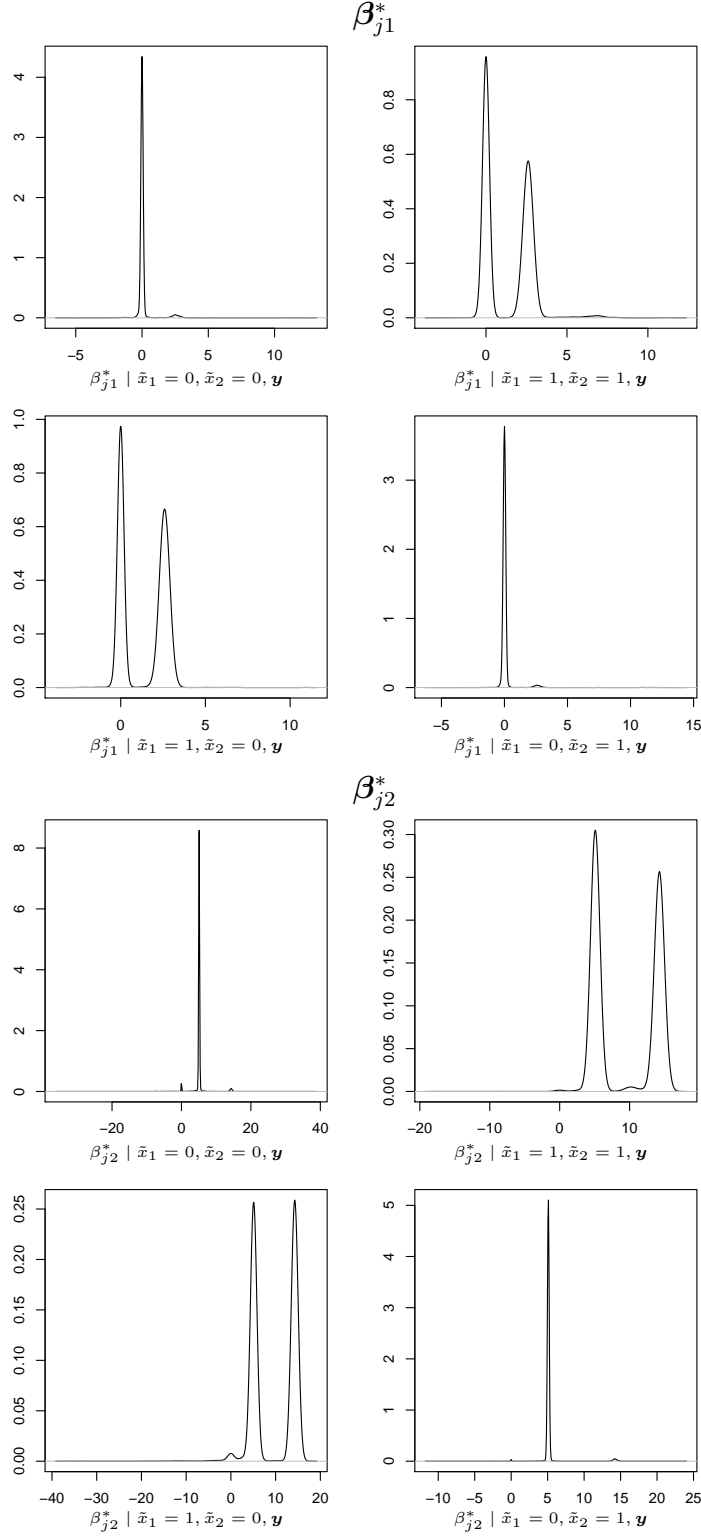 β*j1
0 1 2 3 4
−5 0 5 10
β*j1 | x̃1 = 0, x̃2 = 0, y
0.0 0.2 0.4 0.6 0.8
0 5 10
β*j1 | x̃1 = 1, x̃2 = 1, y
0.0 0.2 0.4 0.6 0.8 1.0
0 5 10
β*j1 | x̃1 = 1, x̃2 = 0, y
0 1 2 3
−5 0 5 10 15
β*j1 | x̃1 = 0, x̃2 = 1, y
β*j2
0 2 4 6 8
−20 0 20 40
β*j2 | x̃1 = 0, x̃2 = 0, y
0.00 0.05 0.10 0.15 0.20 0.25 0.30
−20 −10 0 10
β*j2 | x̃1 = 1, x̃2 = 1, y
0.00 0.05 0.10 0.15 0.20 0.25
−40 −30 −20 −10 0 10 20
β*j2 | x̃1 = 1, x̃2 = 0, y
0 1 2 3 4 5
−10 −5 0 5 10 15 20 25
β*j2 | x̃1 = 0, x̃2 = 1, y